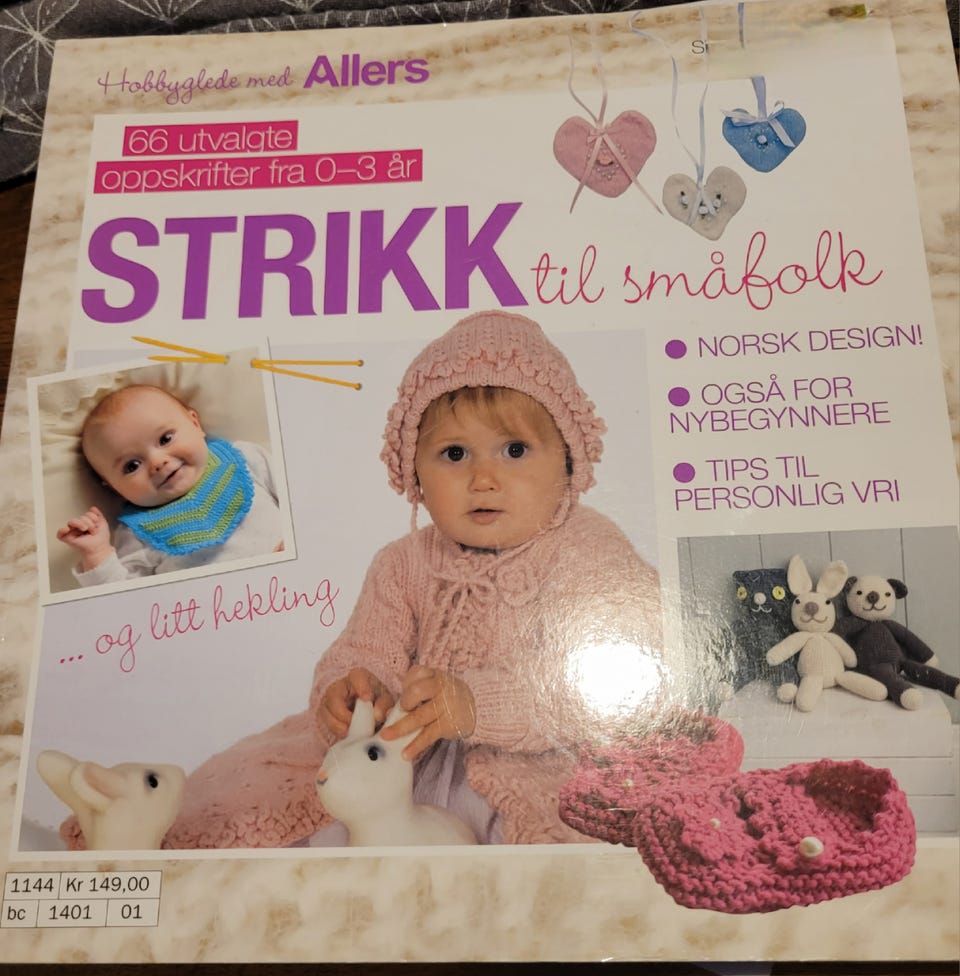 Hobbyglede med Allers
66 utvalgte
oppskrifter fra 0–3 år
STRIKK til småfolk
● NORSK DESIGN!
● OGSÅ FOR
NYBEGYNNERE
● TIPS TIL
PERSONLIG VRI
... og litt hekling
1144 Kr 149,00
bc 1401 01